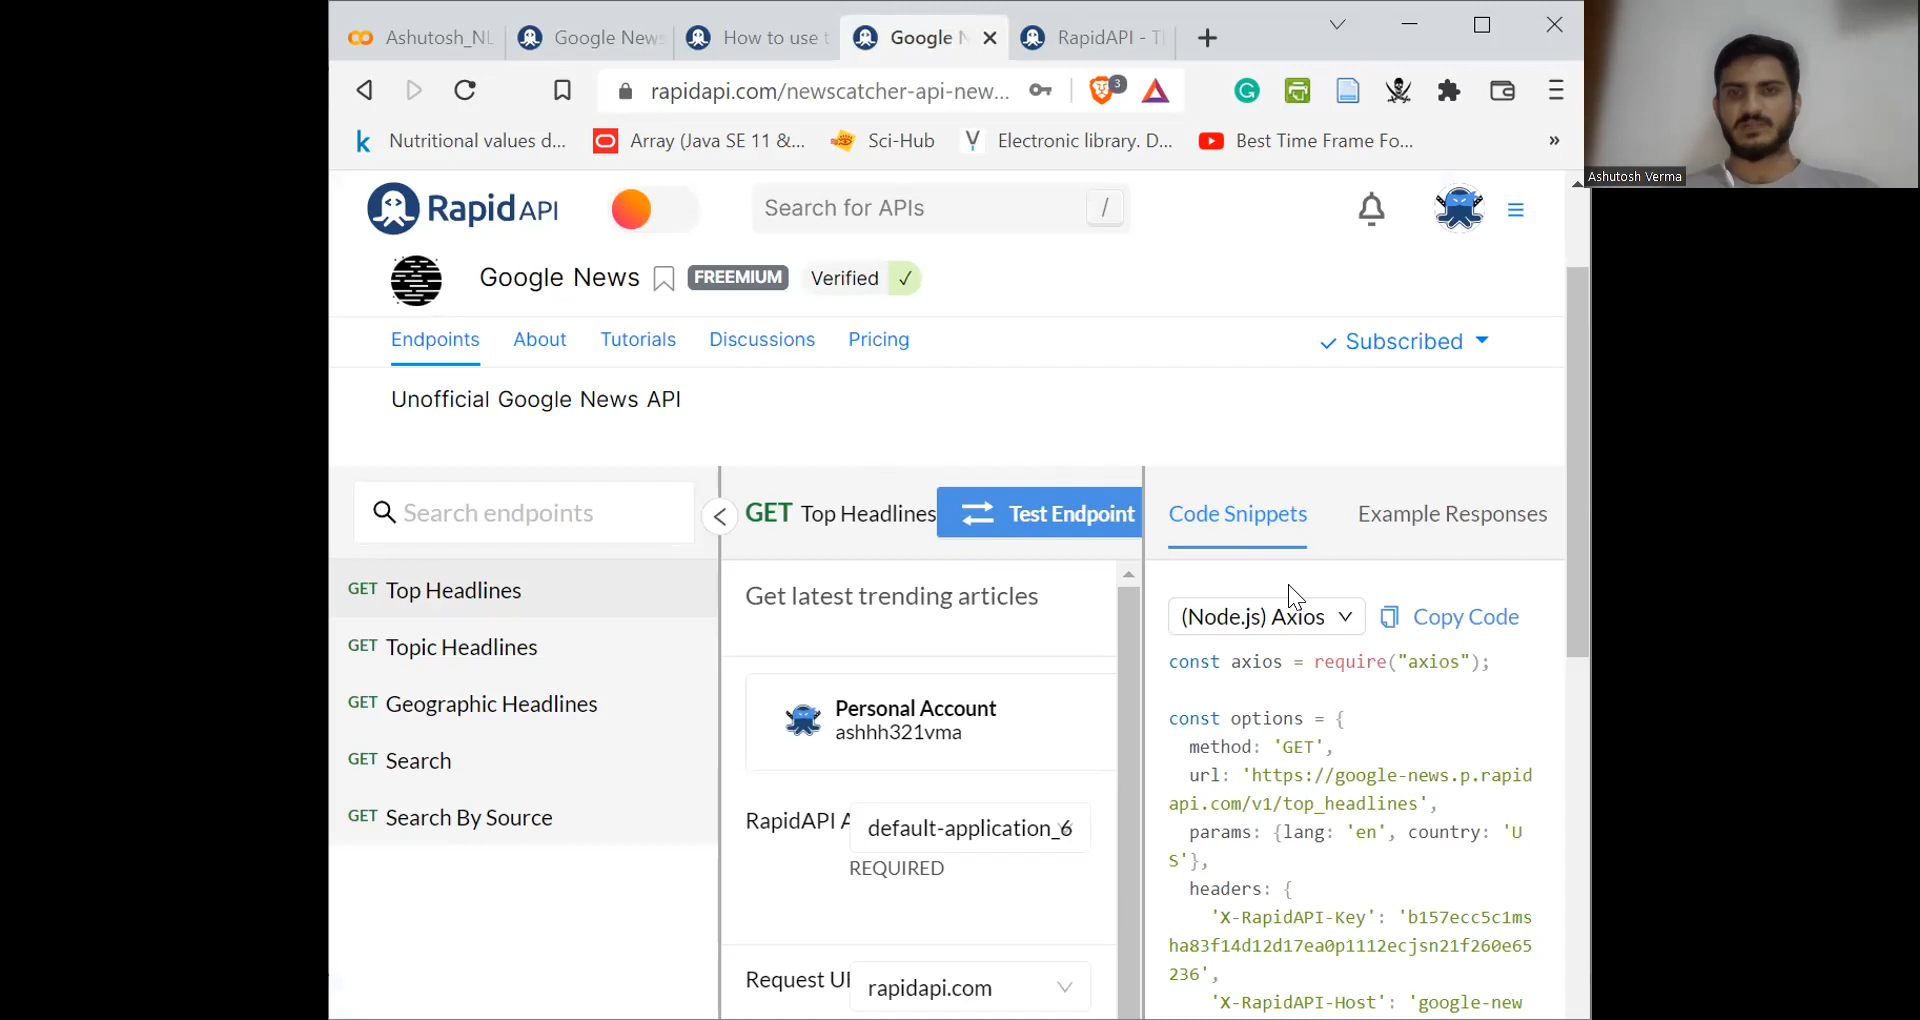 Ashutosh_NL
Google News
How to use t
Google N
RapidAPI - T
rapidapi.com/newscatcher-api-new...
3
Nutritional values d...
Array (Java SE 11 &...
Sci-Hub
Electronic library. D...
Best Time Frame Fo...
»
Ashutosh Verma
RapidAPI
Search for APIs
/
Google News
FREEMIUM
Verified ✓
Endpoints
About
Tutorials
Discussions
Pricing
Subscribed
Unofficial Google News API
Search endpoints
GET Top Headlines
GET Topic Headlines
GET Geographic Headlines
GET Search
GET Search By Source
GET Top Headlines
Test Endpoint
Get latest trending articles
Personal Account
ashhh321vma
RapidAPI A
default-application_6
REQUIRED
Request U
rapidapi.com
Code Snippets
Example Responses
(Node.js) Axios
Copy Code
const axios = require("axios");
const options = {
method: 'GET',
url: 'https://google-news.p.rapid
api.com/v1/top_headlines',
params: {lang: 'en', country: 'U
S'},
headers: {
'X-RapidAPI-Key': 'b157ecc5c1ms
ha83f14d12d17ea0p1112ecjsn21f260e65
236',
'X-RapidAPI-Host': 'google-new